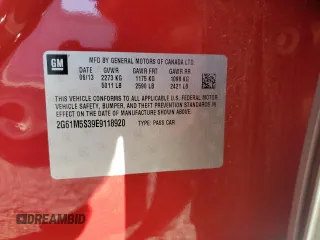 GM
MFD BY GENERAL MOTORS OF CANADA LTD.
DATE GVWR GAWR FRT GAWR RR
08/13 2273 KG 1175 KG 1098 KG
5011 LB 2590 LB 2421 LB
THIS VEHICLE CONFORMS TO ALL APPLICABLE U.S. FEDERAL MOTOR
VEHICLE SAFETY, BUMPER, AND THEFT PREVENTION STANDARDS
IN EFFECT ON THE DATE OF MANUFACTURE SHOWN ABOVE.
2G61M5S39E9118920 TYPE: PASS CAR
DREAMBID